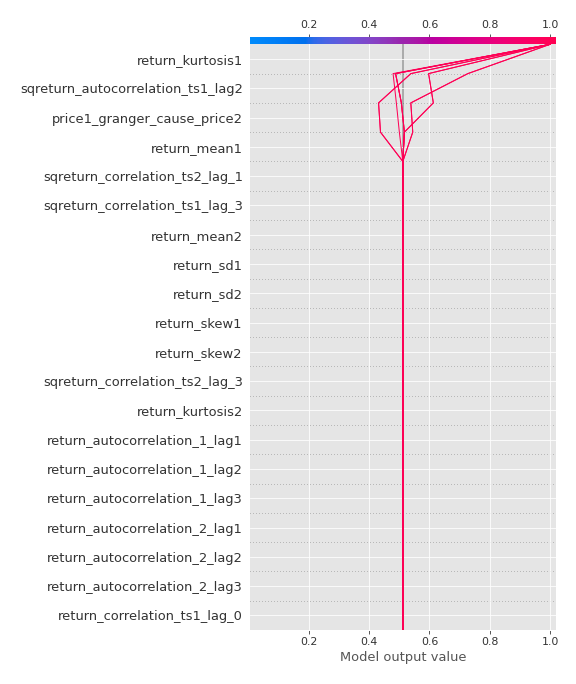 0.2 0.4 0.6 0.8 1.0
return_kurtosis1
sqreturn_autocorrelation_ts1_lag2
price1_granger_cause_price2
return_mean1
sqreturn_correlation_ts2_lag_1
sqreturn_correlation_ts1_lag_3
return_mean2
return_sd1
return_sd2
return_skew1
return_skew2
sqreturn_correlation_ts2_lag_3
return_kurtosis2
return_autocorrelation_1_lag1
return_autocorrelation_1_lag2
return_autocorrelation_1_lag3
return_autocorrelation_2_lag1
return_autocorrelation_2_lag2
return_autocorrelation_2_lag3
return_correlation_ts1_lag_0
0.2 0.4 0.6 0.8 1.0
Model output value